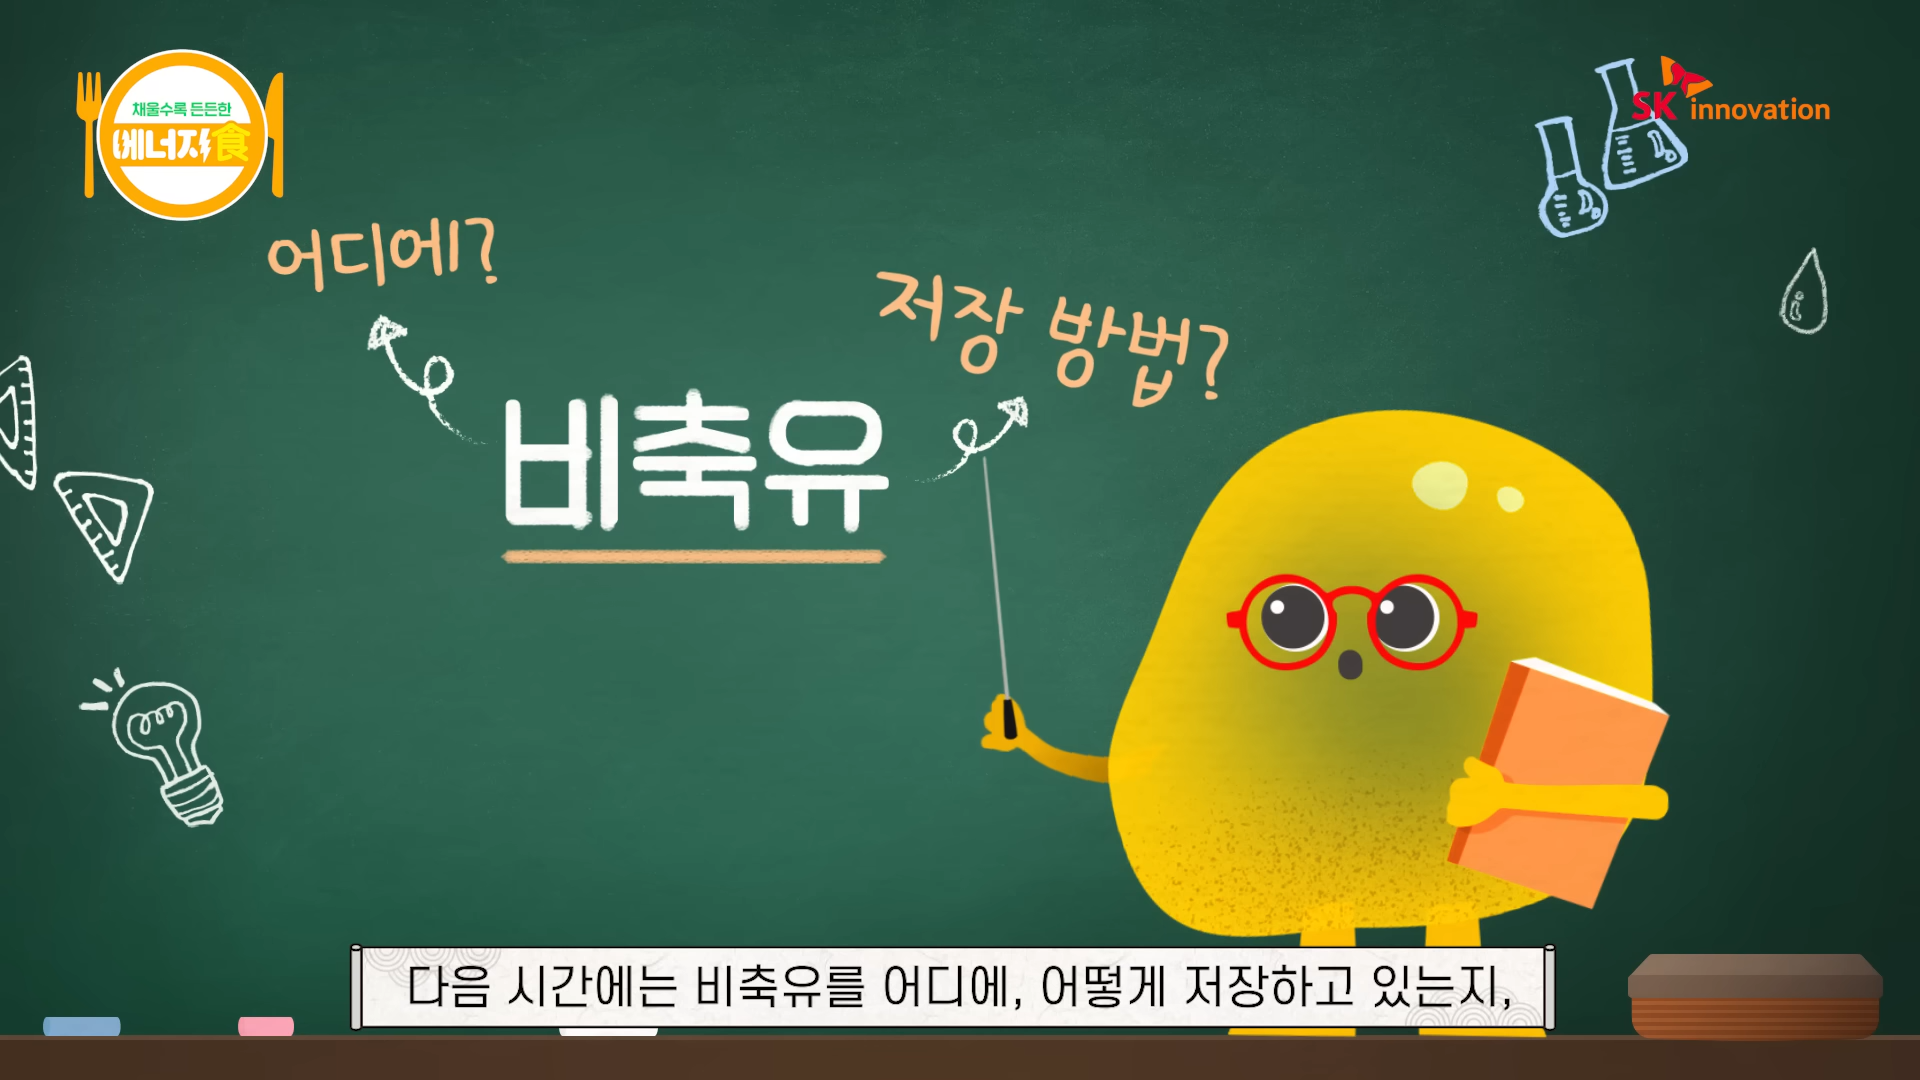 채울수록 든든한
에너지食
SK innovation
어디에?
저장 방법?
비축유
i
다음 시간에는 비축유를 어디에, 어떻게 저장하고 있는지,